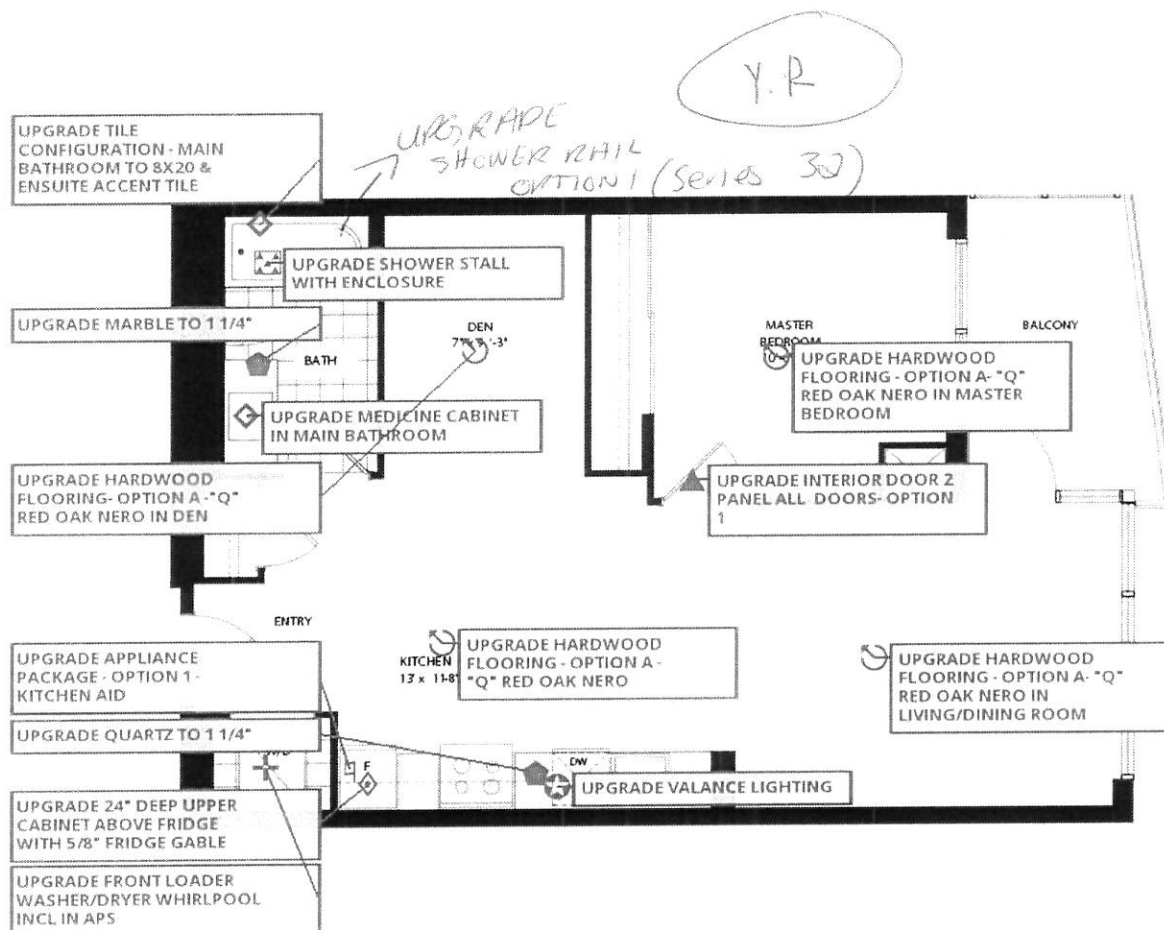 Y.R
UPGRADE
SHOWER RAIL
OPTION 1 (Series 30)
UPGRADE TILE
CONFIGURATION - MAIN
BATHROOM TO 8X20 &
ENSUITE ACCENT TILE
UPGRADE SHOWER STALL
WITH ENCLOSURE
UPGRADE MARBLE TO 1 1/4"
BATH
DEN
MASTER
BEDROOM
BALCONY
UPGRADE HARDWOOD
FLOORING - OPTION A- "Q"
RED OAK NERO IN MASTER
BEDROOM
UPGRADE MEDICINE CABINET
IN MAIN BATHROOM
UPGRADE HARDWOOD
FLOORING- OPTION A -"Q"
RED OAK NERO IN DEN
UPGRADE INTERIOR DOOR 2
PANEL ALL DOORS- OPTION
1
ENTRY
KITCHEN
13' x 11'-8"
UPGRADE HARDWOOD
FLOORING - OPTION A -
"Q" RED OAK NERO
UPGRADE HARDWOOD
FLOORING - OPTION A- "Q"
RED OAK NERO IN
LIVING/DINING ROOM
UPGRADE APPLIANCE
PACKAGE - OPTION 1 -
KITCHEN AID
UPGRADE QUARTZ TO 1 1/4"
F
DW
UPGRADE VALANCE LIGHTING
UPGRADE 24" DEEP UPPER
CABINET ABOVE FRIDGE
WITH 5/8" FRIDGE GABLE
UPGRADE FRONT LOADER
WASHER/DRYER WHIRLPOOL
INCL IN APS